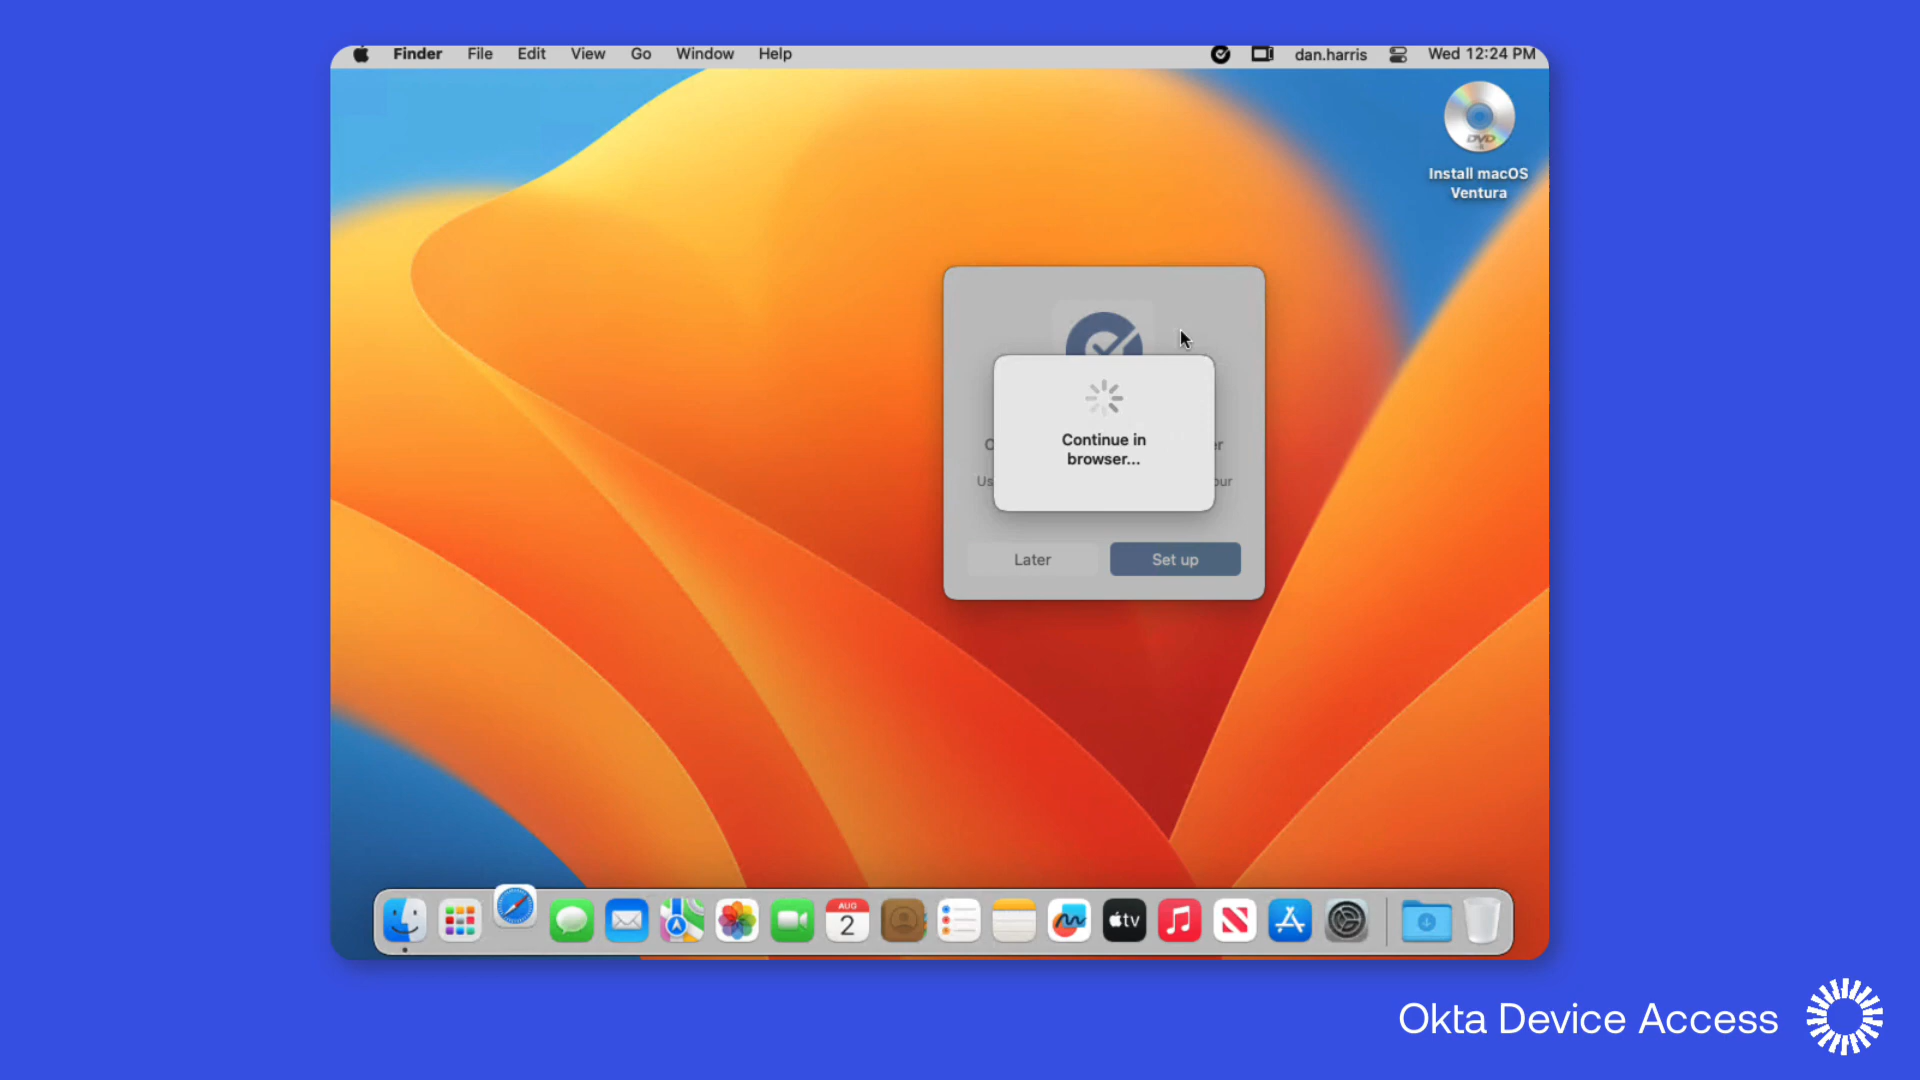 Finder File Edit View Go Window Help dan.harris Wed 12:24 PM
DVD
Install macOS
Ventura
Continue in
browser...
Later Set up
AUG
2
tv
Okta Device Access